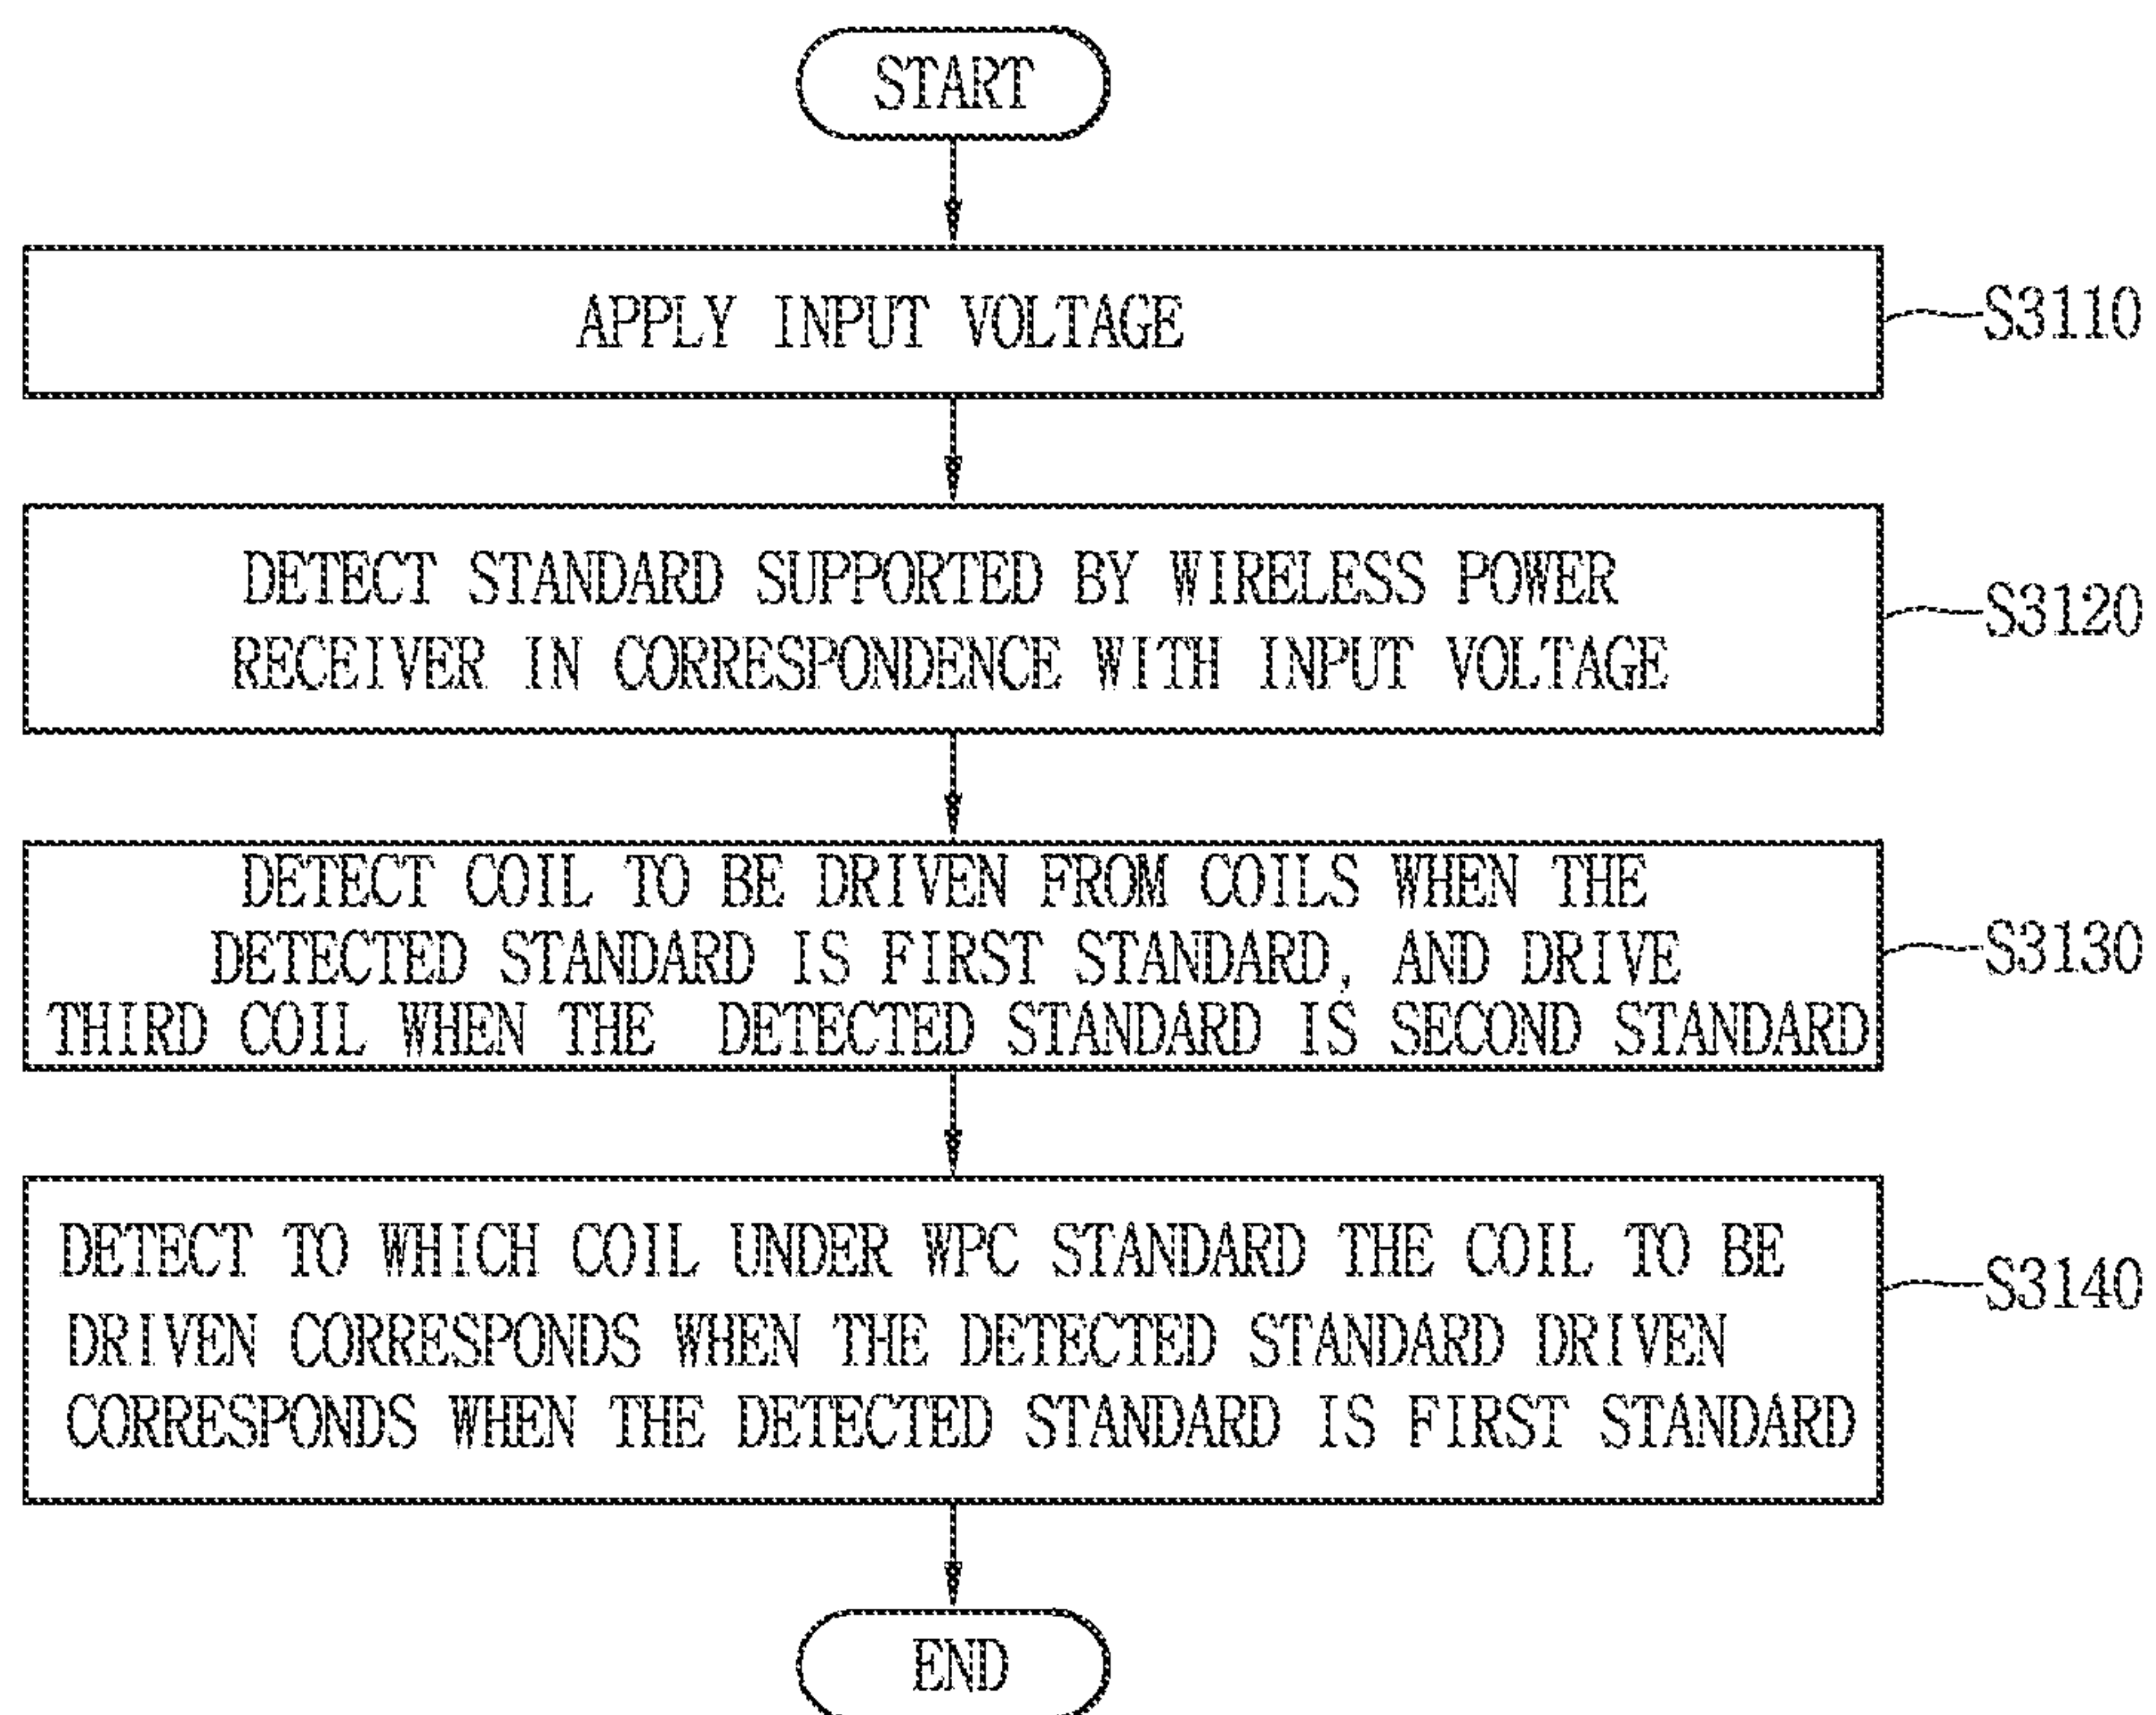 START
APPLY INPUT VOLTAGE
S3110
DETECT STANDARD SUPPORTED BY WIRELESS POWER
RECEIVER IN CORRESPONDENCE WITH INPUT VOLTAGE
S3120
DETECT COIL TO BE DRIVEN FROM COILS WHEN THE
DETECTED STANDARD IS FIRST STANDARD, AND DRIVE
THIRD COIL WHEN THE DETECTED STANDARD IS SECOND STANDARD
S3130
DETECT TO WHICH COIL UNDER WPC STANDARD THE COIL TO BE
DRIVEN CORRESPONDS WHEN THE DETECTED STANDARD DRIVEN
CORRESPONDS WHEN THE DETECTED STANDARD IS FIRST STANDARD
S3140
END